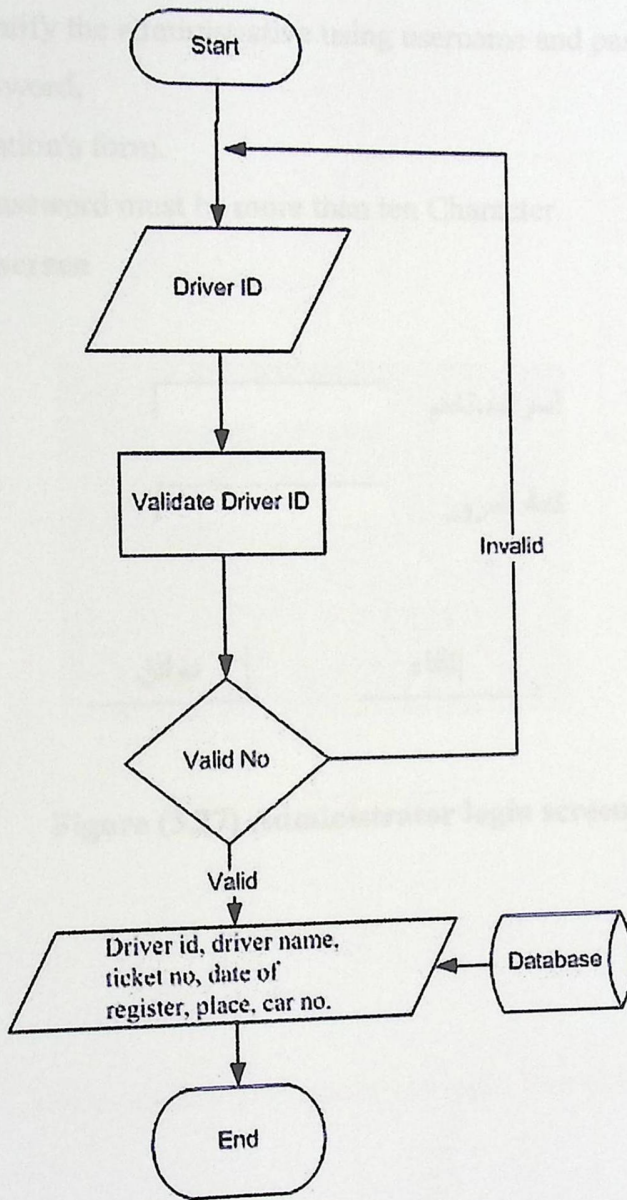 Start
Driver ID
Validate Driver ID
Invalid
Valid No
Valid
Driver id, driver name,
ticket no, date of
register, place, car no.
Database
End